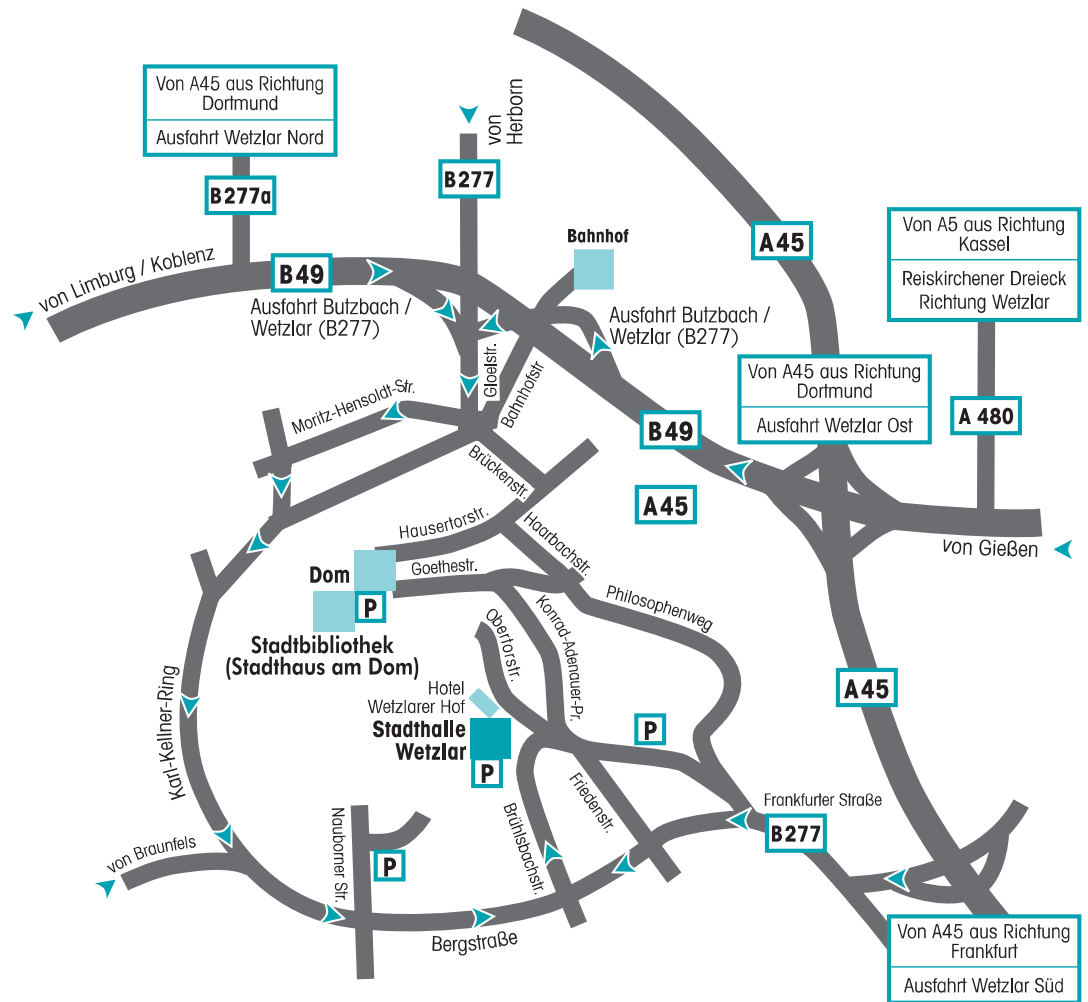 Von A45 aus Richtung
Dortmund
Ausfahrt Wetzlar Nord
von
Herborn
B277a
B277
Von A5 aus Richtung
Kassel
Reiskirchener Dreieck
Richtung Wetzlar
A45
Bahnhof
von Limburg / Koblenz
B49
Ausfahrt Butzbach /
Wetzlar (B277)
Ausfahrt Butzbach /
Wetzlar (B277)
Gloelstr.
Bahnhofstr
Von A45 aus Richtung
Dortmund
Ausfahrt Wetzlar Ost
A 480
Moritz-Hensoldt-Str.
B49
Brückenstr.
A45
Hausertorstr.
Haarbachstr.
von Gießen
Dom
Goethestr.
P
Philosophenweg
Stadtbibliothek
(Stadthaus am Dom)
Obertorstr.
Konrad-Adenauer-Pr.
Karl-Kellner-Ring
Hotel
Wetzlarer Hof
Stadthalle
Wetzlar
P
P
A45
Friedenstr.
Frankfurter Straße
B277
Brühlsbachstr.
von Braunfels
Nauborner Str.
P
Bergstraße
Von A45 aus Richtung
Frankfurt
Ausfahrt Wetzlar Süd